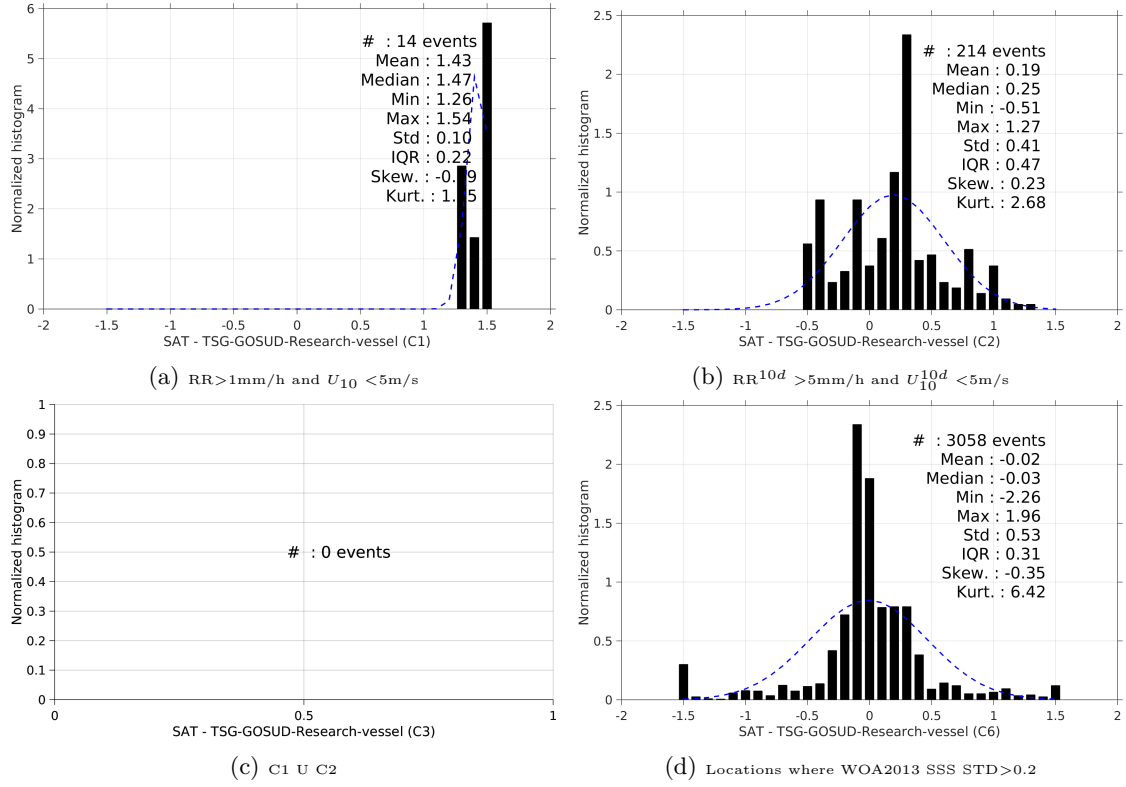 6
5
4
3
2
1
0
Normalized histogram
# : 14 events
Mean : 1.43
Median : 1.47
Min : 1.26
Max : 1.54
Std : 0.10
IQR : 0.22
Skew. :
Kurt. :
-2 -1.5 -1 -0.5 0 0.5 1 1.5 2
SAT - TSG-GOSUD-Research-vessel (C1)
(a) RR>1mm/h and U10 <5m/s
2.5
2
1.5
1
0.5
0
Normalized histogram
# : 214 events
Mean : 0.19
Median : 0.25
Min : -0.51
Max : 1.27
Std : 0.41
IQR : 0.47
Skew. : 0.23
Kurt. : 2.68
-2 -1.5 -1 -0.5 0 0.5 1 1.5 2
SAT - TSG-GOSUD-Research-vessel (C2)
(b) RR10d >5mm/h and U10d10 <5m/s
1
0.9
0.8
0.7
0.6
0.5
0.4
0.3
0.2
0.1
0
Normalized histogram
# : 0 events
0 0.5 1
SAT - TSG-GOSUD-Research-vessel (C3)
(c) C1 U C2
2.5
2
1.5
1
0.5
0
Normalized histogram
# : 3058 events
Mean : -0.02
Median : -0.03
Min : -2.26
Max : 1.96
Std : 0.53
IQR : 0.31
Skew. : -0.35
Kurt. : 6.42
-2 -1.5 -1 -0.5 0 0.5 1 1.5 2
SAT - TSG-GOSUD-Research-vessel (C6)
(d) Locations where WOA2013 SSS STD>0.2